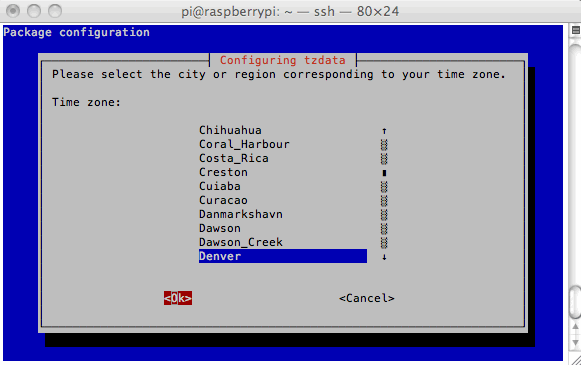 pi@raspberrypi: ~ — ssh — 80×24
Package configuration
Configuring tzdata
Please select the city or region corresponding to your time zone.
Time zone:
Chihuahua
Coral_Harbour
Costa_Rica
Creston
Cuiaba
Curacao
Danmarkshavn
Dawson
Dawson_Creek
Denver
<Ok> <Cancel>